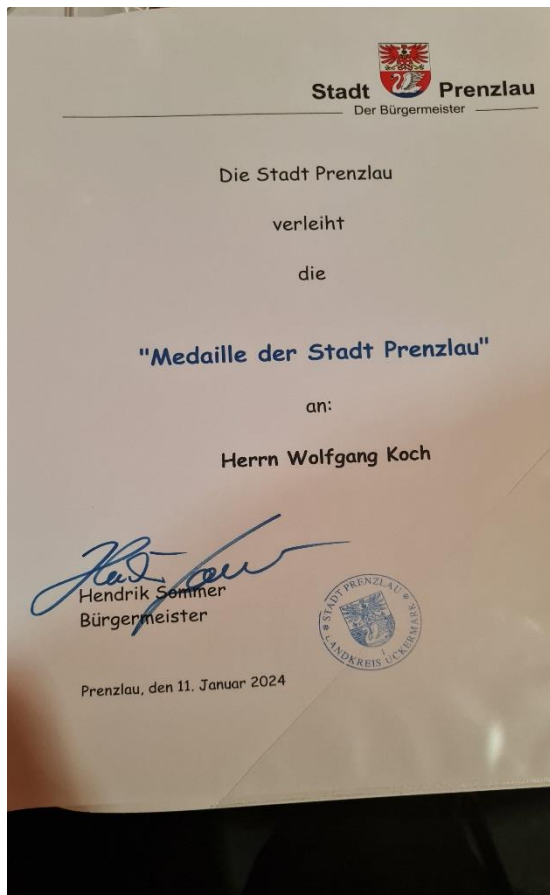 Stadt Prenzlau
Der Bürgermeister
Die Stadt Prenzlau
verleiht
die
"Medaille der Stadt Prenzlau"
an:
Herrn Wolfgang Koch
Hendrik Sommer
Bürgermeister
STADT PRENZLAU
LANDKREIS UCKERMARK
1
Prenzlau, den 11. Januar 2024